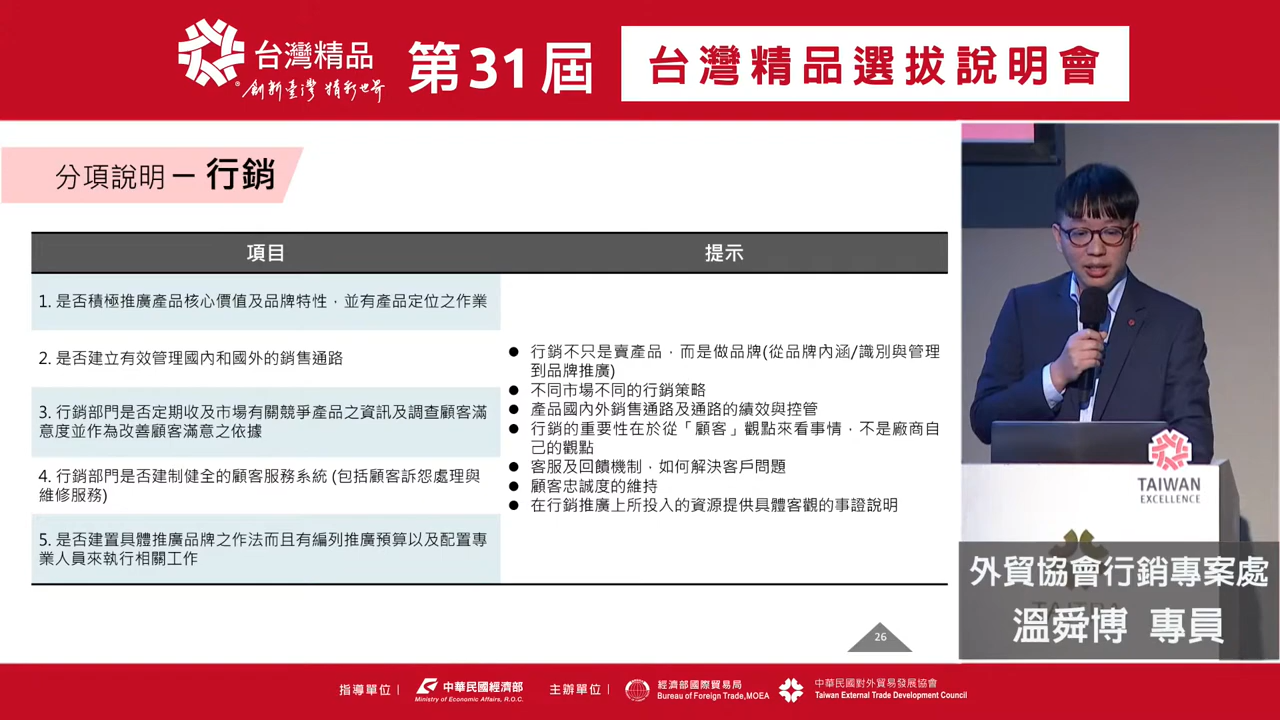 台灣精品
創新臺灣 精彩世界
第31屆
台灣精品選拔說明會
分項說明 – 行銷
項目
提示
1. 是否積極推廣產品核心價值及品牌特性，並有產品定位之作業
2. 是否建立有效管理國內和國外的銷售通路
3. 行銷部門是否定期收及市場有關競爭產品之資訊及調查顧客滿
意度並作為改善顧客滿意之依據
4. 行銷部門是否建制健全的顧客服務系統 (包括顧客訴怨處理與
維修服務)
5. 是否建置具體推廣品牌之作法而且有編列推廣預算以及配置專
業人員來執行相關工作
● 行銷不只是賣產品，而是做品牌(從品牌內涵/識別與管理
到品牌推廣)
● 不同市場不同的行銷策略
● 產品國內外銷售通路及通路的績效與控管
● 行銷的重要性在於從「顧客」觀點來看事情，不是廠商自
己的觀點
● 客服及回饋機制，如何解決客戶問題
● 顧客忠誠度的維持
● 在行銷推廣上所投入的資源提供具體客觀的事證說明
26
TAIWAN
EXCELLENCE
TAITRA
外貿協會行銷專案處
溫舜博 專員
指導單位
中華民國經濟部
Ministry of Economic Affairs, R.O.C.
主辦單位
經濟部國際貿易局
Bureau of Foreign Trade,MOEA
中華民國對外貿易發展協會
Taiwan External Trade Development Council